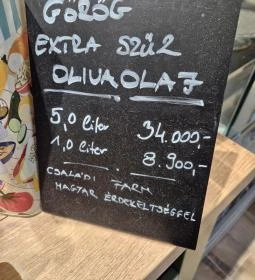 GÖRÖG
EXTRA SZŰZ
OLIVAOLAJ
5,0 liter 34.000,-
1,0 liter 8.900,-
CSALÁDI FARM
MAGYAR ÉRDEKELTSÉGGEL